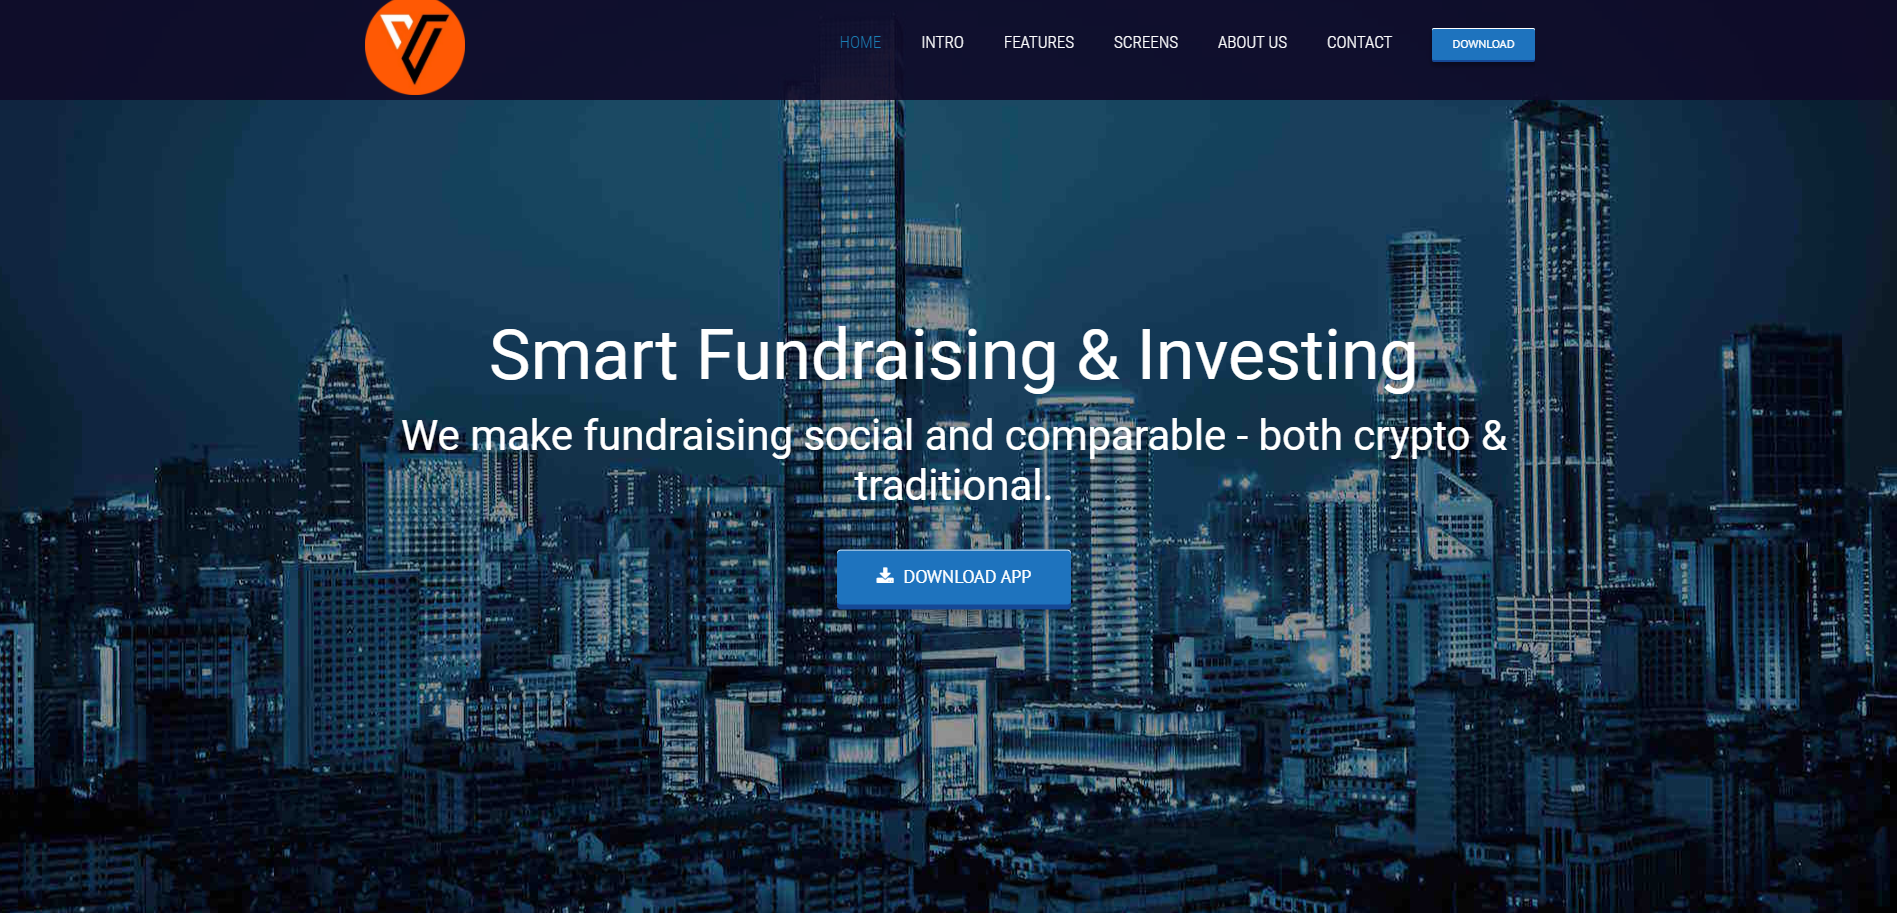 HOME INTRO FEATURES SCREENS ABOUT US CONTACT DOWNLOAD
Smart Fundraising & Investing
We make fundraising social and comparable - both crypto &
traditional.
DOWNLOAD APP